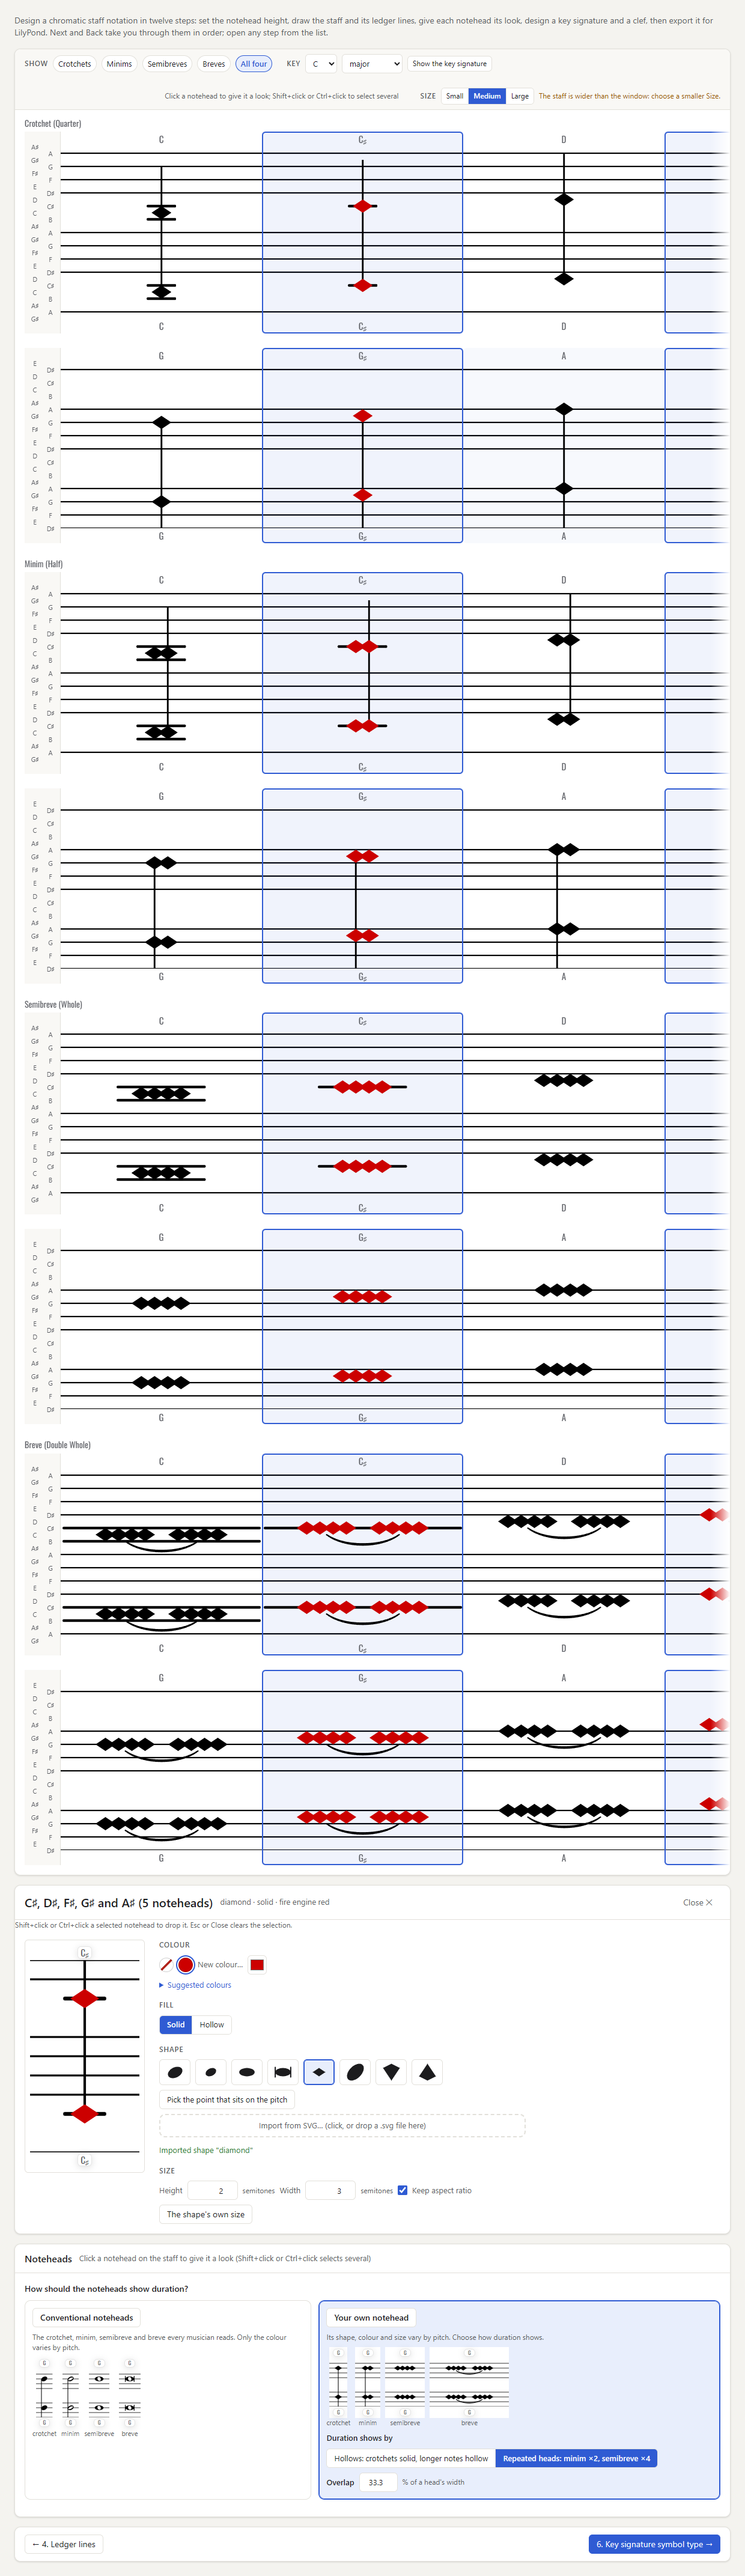 Design a chromatic staff notation in twelve steps: set the notehead height, draw the staff and its ledger lines, give each notehead its look, design a key signature and a clef, then export it for
LilyPond. Next and Back take you through them in order; open any step from the list.
SHOW Crotchets Minims Semibreves Breves All four KEY C major Show the key signature
Click a notehead to give it a look; Shift+click or Ctrl+click to select several SIZE Small Medium Large The staff is wider than the window: choose a smaller Size.
Crotchet (Quarter)
C C♯ D
A♯
A
G♯
G
F♯
F
E
D♯
D
C♯
C
B
A♯
A
G♯
G
F♯
F
E
D♯
D
C♯
C
B
A♯
A
G♯
C C♯ D
G G♯ A
E
D♯
D
C♯
C
B
A♯
A
G♯
G
F♯
F
E
D♯
D
C♯
C
B
A♯
A
G♯
G
F♯
F
E
D♯
G G♯ A
Minim (Half)
C C♯ D
A♯
A
G♯
G
F♯
F
E
D♯
D
C♯
C
B
A♯
A
G♯
G
F♯
F
E
D♯
D
C♯
C
B
A♯
A
G♯
C C♯ D
G G♯ A
E
D♯
D
C♯
C
B
A♯
A
G♯
G
F♯
F
E
D♯
D
C♯
C
B
A♯
A
G♯
G
F♯
F
E
D♯
G G♯ A
Semibreve (Whole)
C C♯ D
A♯
A
G♯
G
F♯
F
E
D♯
D
C♯
C
B
A♯
A
G♯
G
F♯
F
E
D♯
D
C♯
C
B
A♯
A
G♯
C C♯ D
G G♯ A
E
D♯
D
C♯
C
B
A♯
A
G♯
G
F♯
F
E
D♯
D
C♯
C
B
A♯
A
G♯
G
F♯
F
E
D♯
G G♯ A
Breve (Double Whole)
C C♯ D
A♯
A
G♯
G
F♯
F
E
D♯
D
C♯
C
B
A♯
A
G♯
G
F♯
F
E
D♯
D
C♯
C
B
A♯
A
G♯
C C♯ D
G G♯ A
E
D♯
D
C♯
C
B
A♯
A
G♯
G
F♯
F
E
D♯
D
C♯
C
B
A♯
A
G♯
G
F♯
F
E
D♯
G G♯ A
C♯, D♯, F♯, G♯ and A♯ (5 noteheads) diamond · solid · fire engine red Close ✕
Shift+click or Ctrl+click a selected notehead to drop it. Esc or Close clears the selection.
C♯
C♯
COLOUR
New colour...
▶ Suggested colours
FILL
Solid Hollow
SHAPE
Pick the point that sits on the pitch
Import from SVG... (click, or drop a .svg file here)
Imported shape "diamond"
SIZE
Height 2 semitones Width 3 semitones Keep aspect ratio
The shape's own size
Noteheads Click a notehead on the staff to give it a look (Shift+click or Ctrl+click selects several)
How should the noteheads show duration?
Conventional noteheads
The crotchet, minim, semibreve and breve every musician reads. Only the colour
varies by pitch.
G G G G
G G G G
crotchet minim semibreve breve
Your own notehead
Its shape, colour and size vary by pitch. Choose how duration shows.
G G G G
G G G G
crotchet minim semibreve breve
Duration shows by
Hollows: crotchets solid, longer notes hollow Repeated heads: minim ×2, semibreve ×4
Overlap 33.3 % of a head's width
← 4. Ledger lines
6. Key signature symbol type →